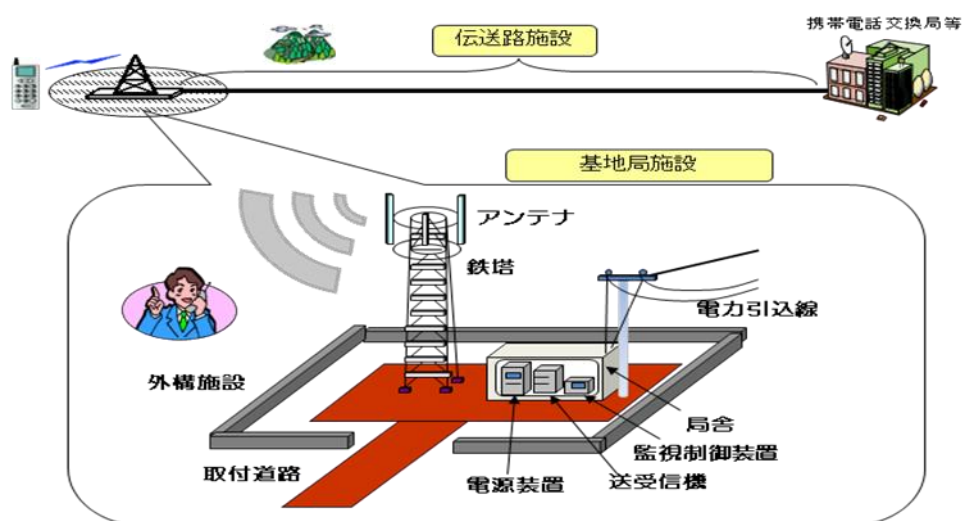 携帯電話交換局等
伝送路施設
基地局施設
アンテナ
鉄塔
電力引込線
外構施設
局舎
監視制御装置
取付道路
電源装置
送受信機